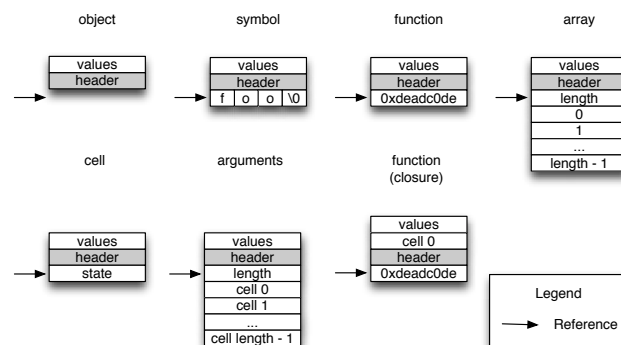 object
symbol
function
array
values
header
values
header
f o o \0
values
header
0xdeadc0de
values
header
length
0
1
...
length - 1
cell
arguments
function
(closure)
values
header
state
values
header
length
cell 0
cell 1
...
cell length - 1
values
cell 0
header
0xdeadc0de
Legend
Reference